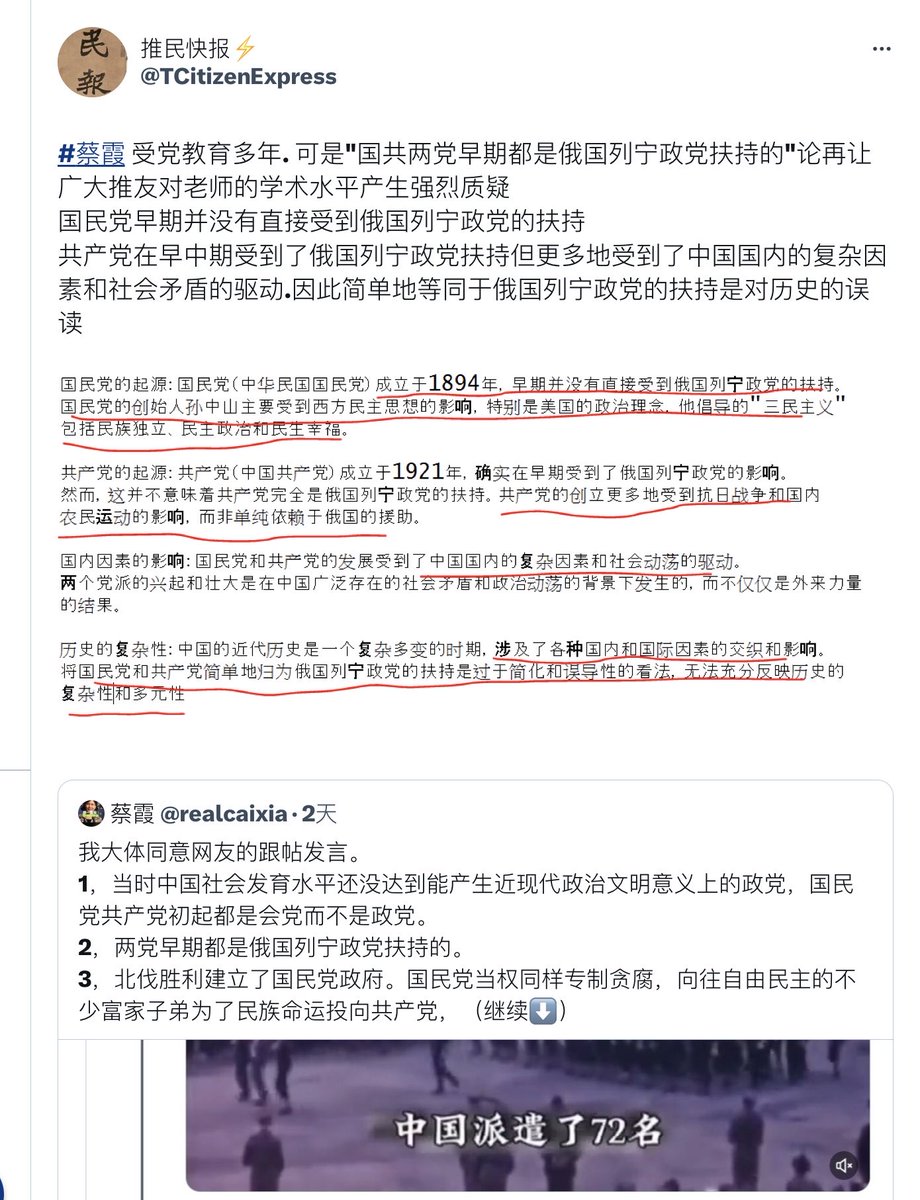 推民快报⚡
@TCitizenExpress
#蔡霞 受党教育多年. 可是"国共两党早期都是俄国列宁政党扶持的"论再让
广大推友对老师的学术水平产生强烈质疑
国民党早期并没有直接受到俄国列宁政党的扶持
共产党在早中期受到了俄国列宁政党扶持但更多地受到了中国国内的复杂因
素和社会矛盾的驱动.因此简单地等同于俄国列宁政党的扶持是对历史的误
读
国民党的起源: 国民党(中华民国国民党) 成立于1894年, 早期并没有直接受到俄国列宁政党的扶持。
国民党的创始人孙中山主要受到西方民主思想的影响, 特别是美国的政治理念, 他倡导的"三民主义"
包括民族独立、民主政治和民生幸福。
共产党的起源: 共产党(中国共产党) 成立于1921年, 确实在早期受到了俄国列宁政党的影响。
然而, 这并不意味着共产党完全是俄国列宁政党的扶持。共产党的创立更多地受到抗日战争和国内
农民运动的影响, 而非单纯依赖于俄国的援助。
国内因素的影响: 国民党和共产党的发展受到了中国国内的复杂因素和社会动荡的驱动。
两个党派的兴起和壮大是在中国广泛存在的社会矛盾和政治动荡的背景下发生的, 而不仅仅是外来力量
的结果。
历史的复杂性: 中国的近代历史是一个复杂多变的时期, 涉及了各种国内和国际因素的交织和影响。
将国民党和共产党简单地归为俄国列宁政党的扶持是过于简化和误导性的看法, 无法充分反映历史的
复杂性和多元性
蔡霞 @realcaixia·2天
我大体同意网友的跟帖发言。
1，当时中国社会发育水平还没达到能产生近现代政治文明意义上的政党，国民
党共产党初起都是会党而不是政党。
2，两党早期都是俄国列宁政党扶持的。
3，北伐胜利建立了国民党政府。国民党当权同样专制贪腐，向往自由民主的不
少富家子弟为了民族命运投向共产党，（继续⬇️）
中国派遣了72名